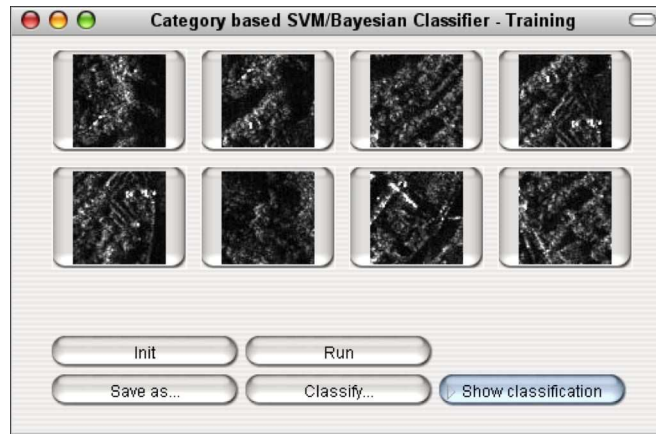 Category based SVM/Bayesian Classifier - Training
Init Run
Save as... Classify... Show classification